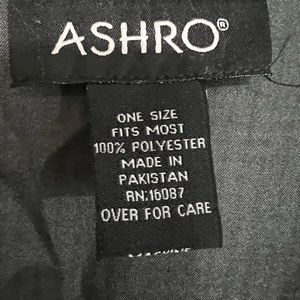 ASHRO®
ONE SIZE
FITS MOST
100% POLYESTER
MADE IN
PAKISTAN
RN:16087
OVER FOR CARE